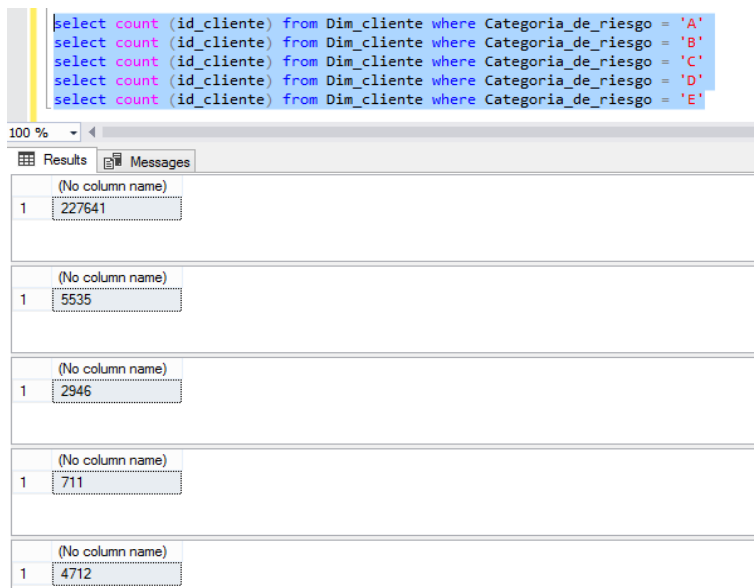 select count (id_cliente) from Dim_cliente where Categoria_de_riesgo = 'A'
select count (id_cliente) from Dim_cliente where Categoria_de_riesgo = 'B'
select count (id_cliente) from Dim_cliente where Categoria_de_riesgo = 'C'
select count (id_cliente) from Dim_cliente where Categoria_de_riesgo = 'D'
select count (id_cliente) from Dim_cliente where Categoria_de_riesgo = 'E'
100 %
Results Messages
(No column name)
1 227641
(No column name)
1 5535
(No column name)
1 2946
(No column name)
1 711
(No column name)
1 4712